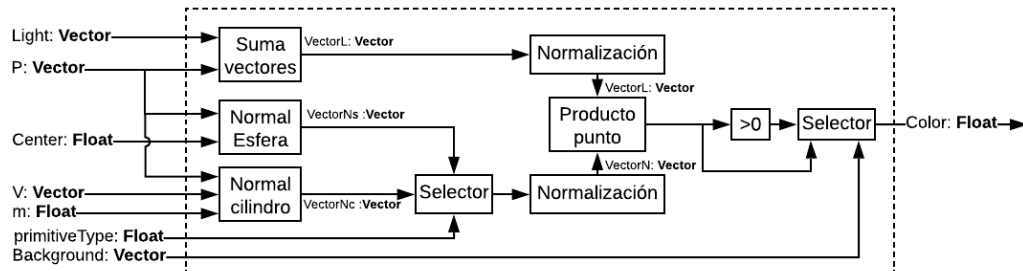 Light: Vector
P: Vector
Center: Float
V: Vector
m: Float
primitiveType: Float
Background: Vector
Suma
vectores
VectorL: Vector
Normalización
VectorL: Vector
Normal
Esfera
VectorNs :Vector
Producto
punto
>0
Selector
Color: Float
Normal
cilindro
VectorNc :Vector
Selector
VectorN: Vector
Normalización